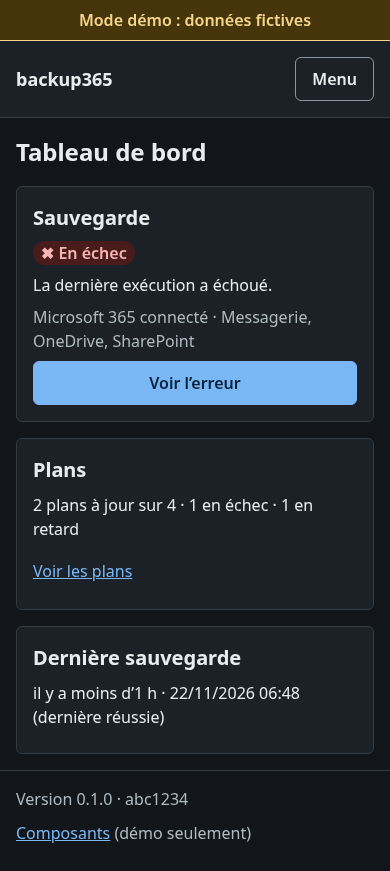 Mode démo : données fictives
backup365
Menu
Tableau de bord
Sauvegarde
✖ En échec
La dernière exécution a échoué.
Microsoft 365 connecté · Messagerie,
OneDrive, SharePoint
Voir l’erreur
Plans
2 plans à jour sur 4 · 1 en échec · 1 en
retard
Voir les plans
Dernière sauvegarde
il y a moins d’1 h · 22/11/2026 06:48
(dernière réussie)
Version 0.1.0 · abc1234
Composants (démo seulement)